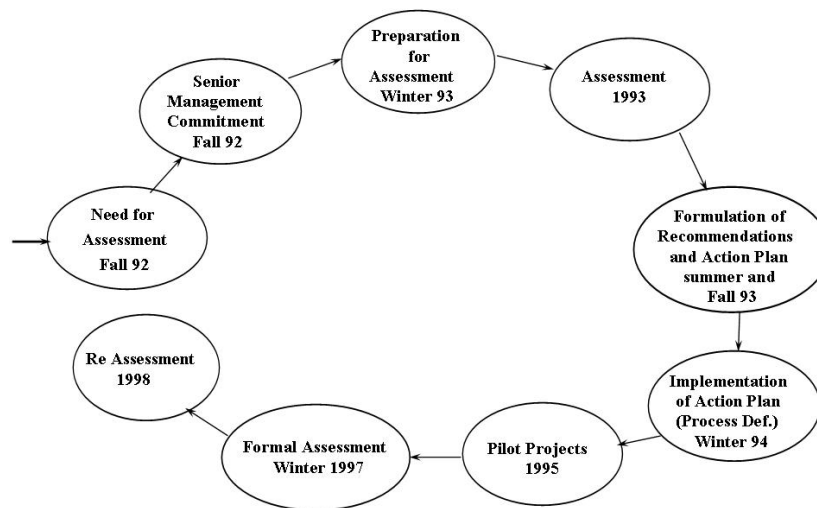 Need for
Assessment
Fall 92
Senior
Management
Commitment
Fall 92
Preparation
for
Assessment
Winter 93
Assessment
1993
Formulation of
Recommendations
and Action Plan
summer and
Fall 93
Implementation
of Action Plan
(Process Def.)
Winter 94
Pilot Projects
1995
Formal Assessment
Winter 1997
Re Assessment
1998